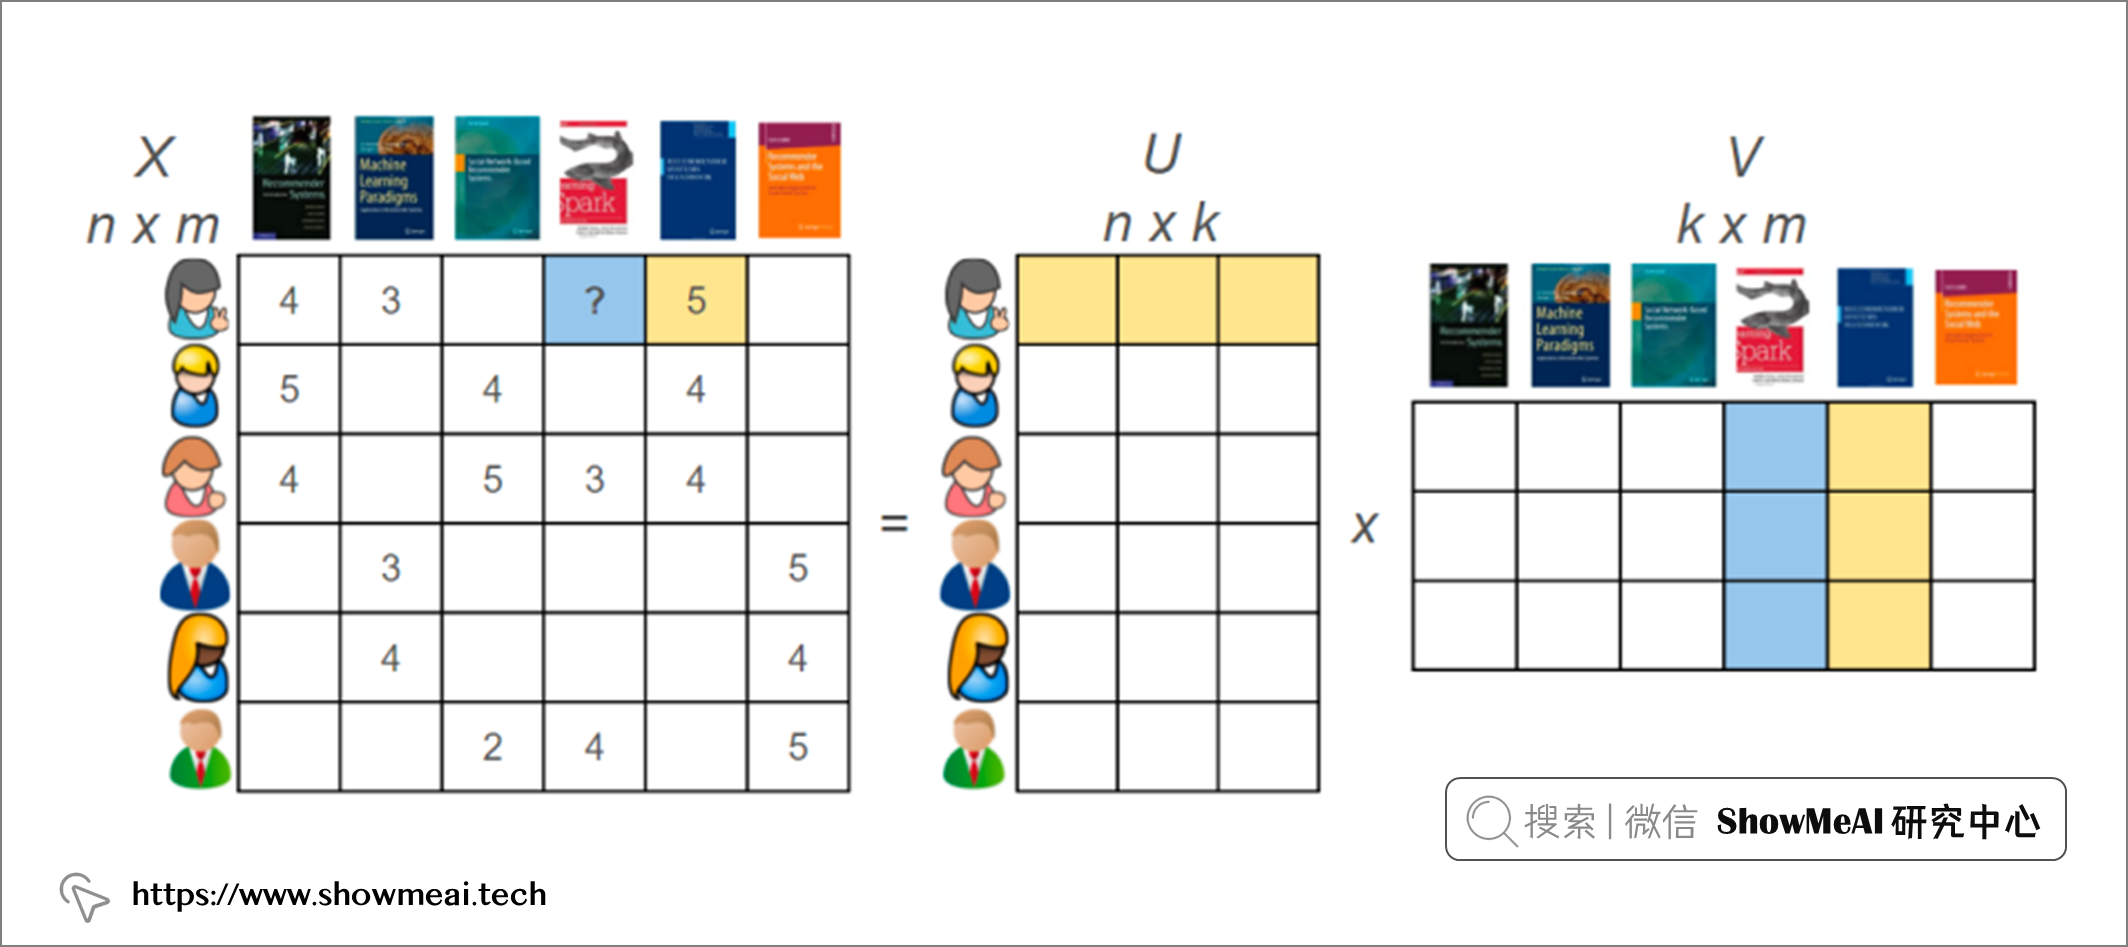 X
n x m
Recommender
Systems
Machine
Learning
Paradigms
Social Network-Based
Recommender
Systems
Spark
RECOMMENDER
SYSTEMS
HANDBOOK
Recommender
Systems and the
Social Web
U
n x k
V
k x m
Recommender
Systems
Machine
Learning
Paradigms
Social Network-Based
Recommender
Systems
Spark
RECOMMENDER
SYSTEMS
HANDBOOK
Recommender
Systems and the
Social Web
4 3 ? 5
5 4 4
4 5 3 4
3 5
4 4
2 4 5
=
x
搜索 | 微信 ShowMeAI 研究中心
https://www.showmeai.tech